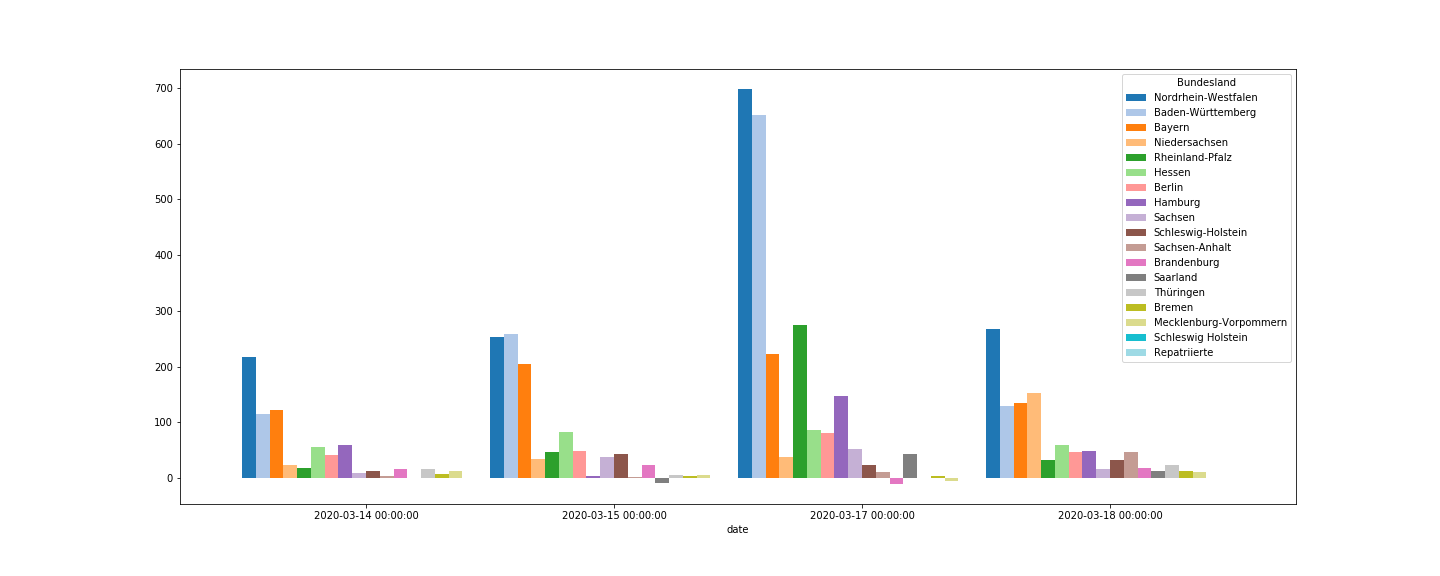 700
600
500
400
300
200
100
0
2020-03-14 00:00:00
2020-03-15 00:00:00
2020-03-17 00:00:00
2020-03-18 00:00:00
date
Bundesland
Nordrhein-Westfalen
Baden-Württemberg
Bayern
Niedersachsen
Rheinland-Pfalz
Hessen
Berlin
Hamburg
Sachsen
Schleswig-Holstein
Sachsen-Anhalt
Brandenburg
Saarland
Thüringen
Bremen
Mecklenburg-Vorpommern
Schleswig Holstein
Repatriierte